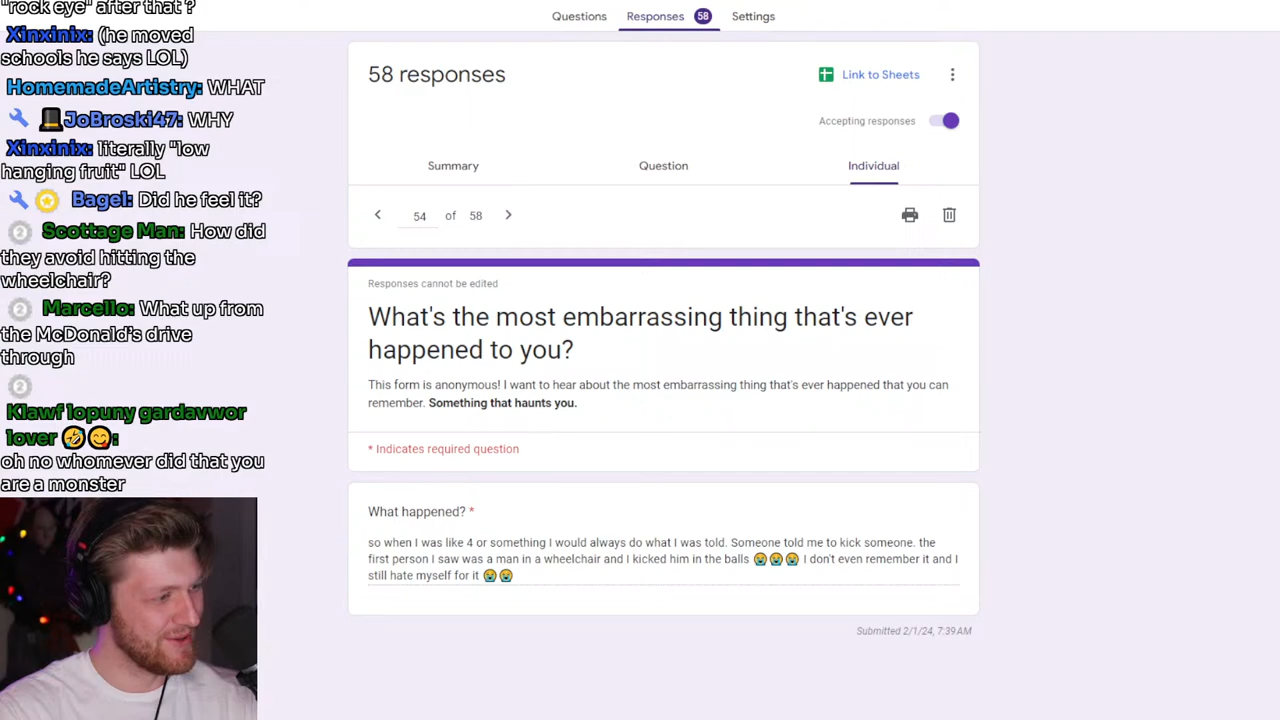 "rock eye" after that ?
Xinxinix: (he moved
schools he says LOL)
HomemadeArtistry: WHAT
JoBroski47: WHY
Xinxinix: literally "low
hanging fruit" LOL
Bagel: Did he feel it?
2 Scottage Man: How did
they avoid hitting the
wheelchair?
2 Marcello: What up from
the McDonald's drive
through
2
Klawf lopuny gardavwor
lover 🤣😋:
oh no whomever did that you
are a monster
Questions Responses 58 Settings
58 responses
Link to Sheets
Accepting responses
Summary Question Individual
54 of 58
Responses cannot be edited
What's the most embarrassing thing that's ever
happened to you?
This form is anonymous! I want to hear about the most embarrassing thing that's ever happened that you can
remember. Something that haunts you.
* Indicates required question
What happened? *
so when I was like 4 or something I would always do what I was told. Someone told me to kick someone. the
first person I saw was a man in a wheelchair and I kicked him in the balls 😭😭😭 I don't even remember it and I
still hate myself for it 😭😭
Submitted 2/1/24, 7:39 AM